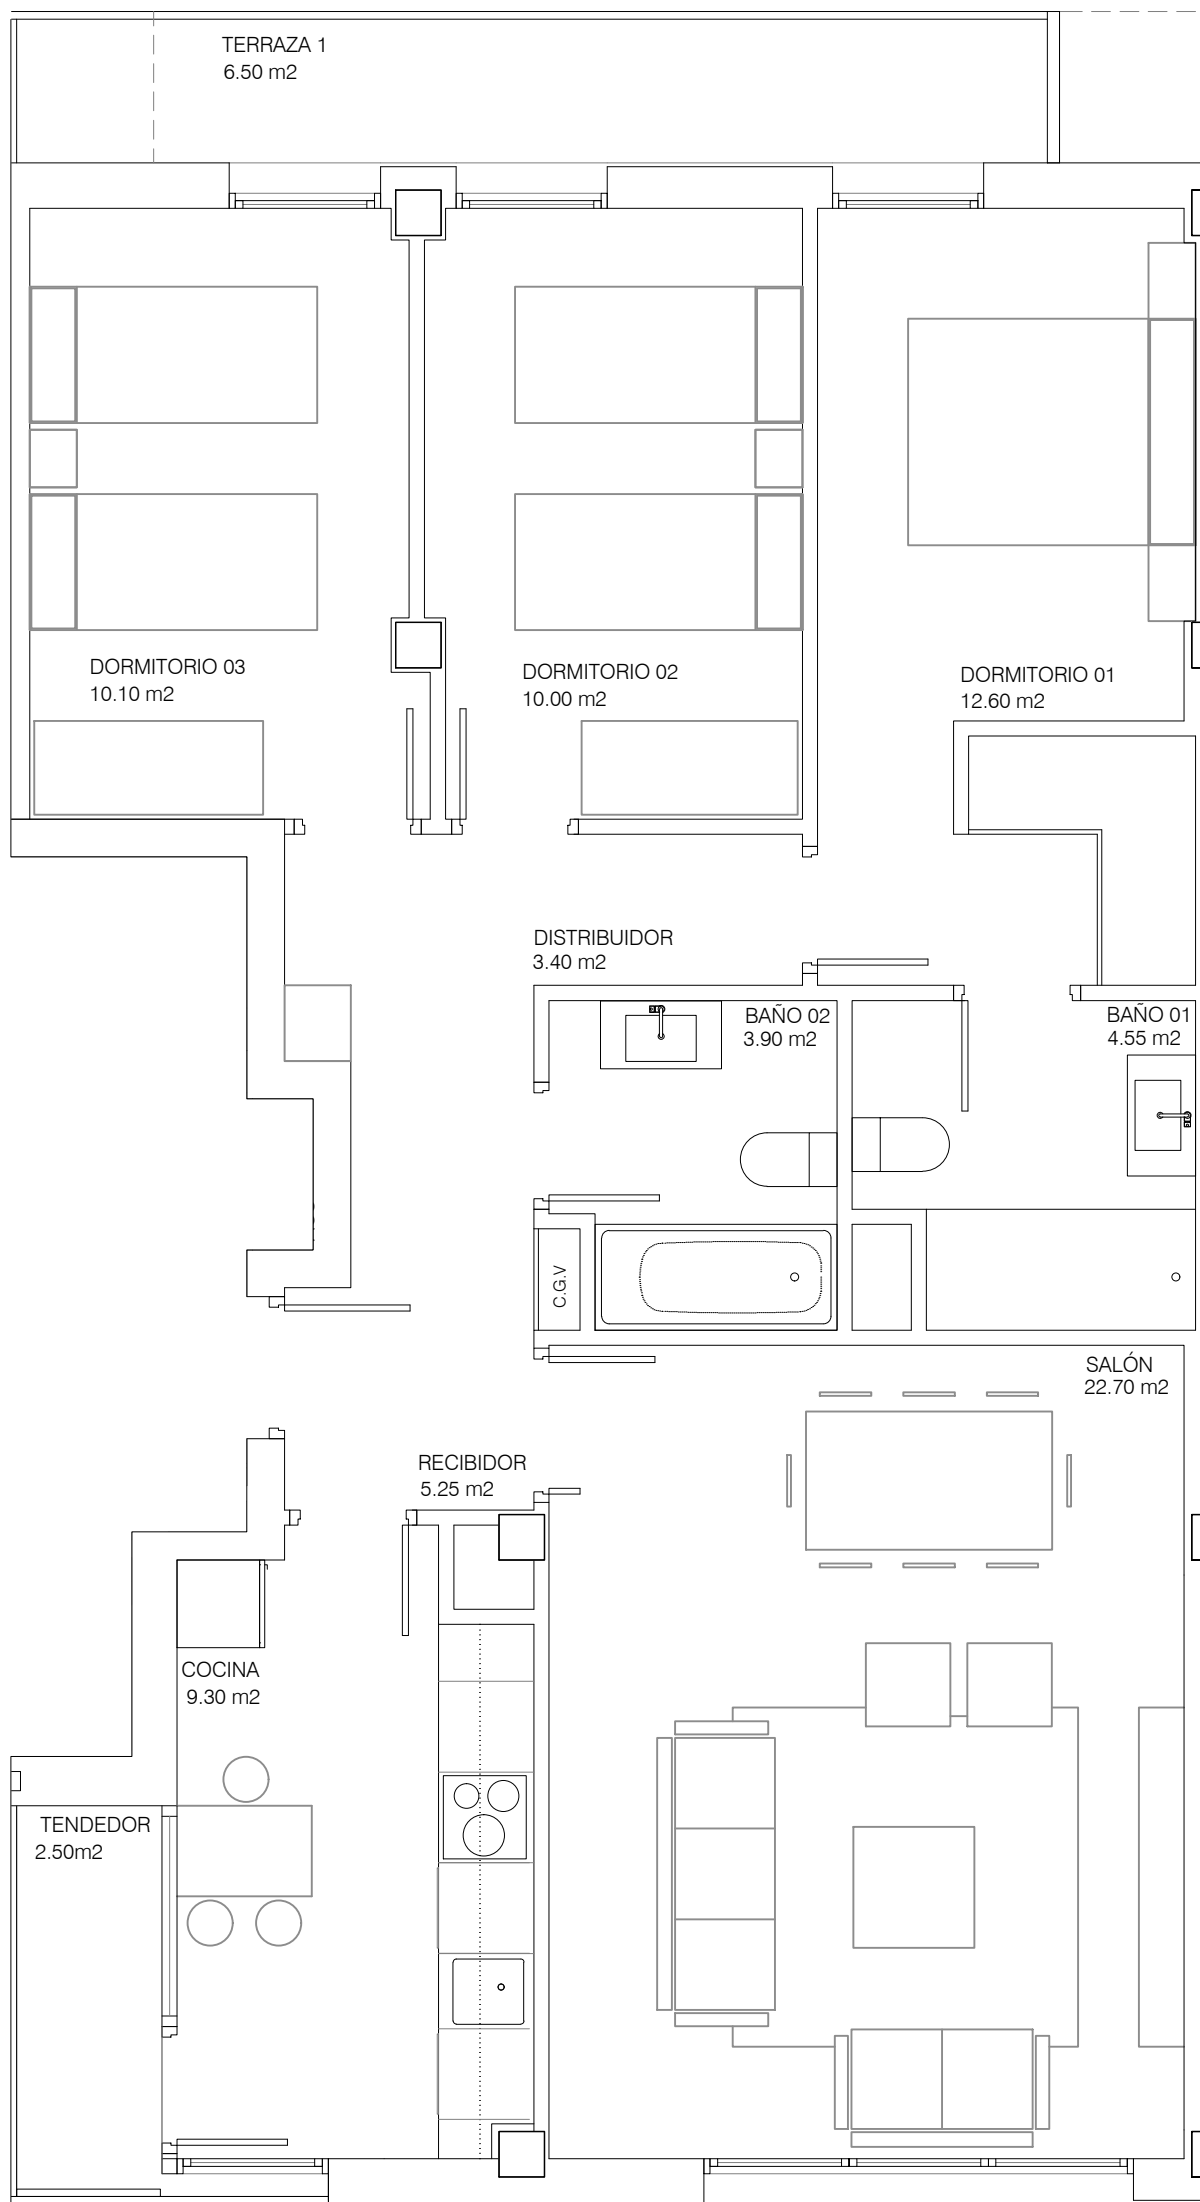 TERRAZA 1
6.50 m2
DORMITORIO 03
10.10 m2
DORMITORIO 02
10.00 m2
DORMITORIO 01
12.60 m2
DISTRIBUIDOR
3.40 m2
BAÑO 02
3.90 m2
BAÑO 01
4.55 m2
C.G.V
SALÓN
22.70 m2
RECIBIDOR
5.25 m2
COCINA
9.30 m2
TENDEDOR
2.50m2